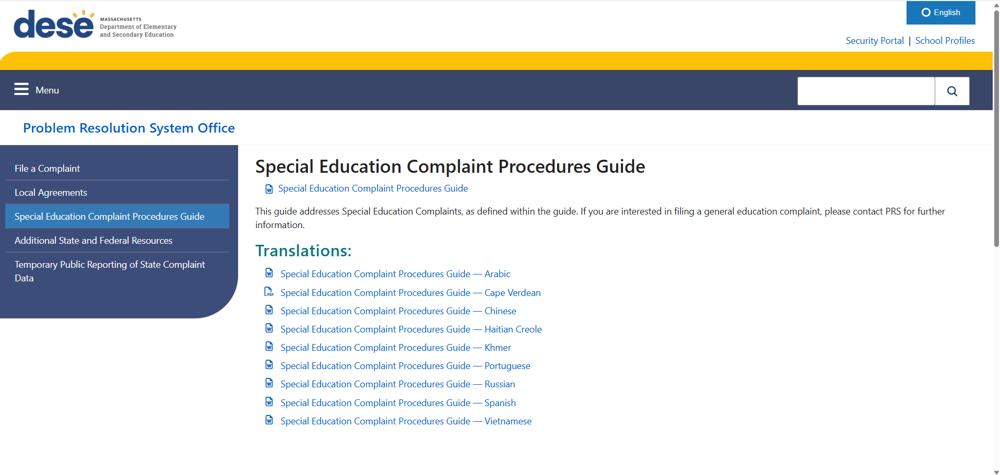 dese
MASSACHUSETTS
Department of Elementary
and Secondary Education
English
Security Portal | School Profiles
Menu
Problem Resolution System Office
File a Complaint
Local Agreements
Special Education Complaint Procedures Guide
Additional State and Federal Resources
Temporary Public Reporting of State Complaint
Data
Special Education Complaint Procedures Guide
W Special Education Complaint Procedures Guide
This guide addresses Special Education Complaints, as defined within the guide. If you are interested in filing a general education complaint, please contact PRS for further
information.
Translations:
W Special Education Complaint Procedures Guide — Arabic
PDF Special Education Complaint Procedures Guide — Cape Verdean
W Special Education Complaint Procedures Guide — Chinese
W Special Education Complaint Procedures Guide — Haitian Creole
W Special Education Complaint Procedures Guide — Khmer
W Special Education Complaint Procedures Guide — Portuguese
W Special Education Complaint Procedures Guide — Russian
W Special Education Complaint Procedures Guide — Spanish
W Special Education Complaint Procedures Guide — Vietnamese